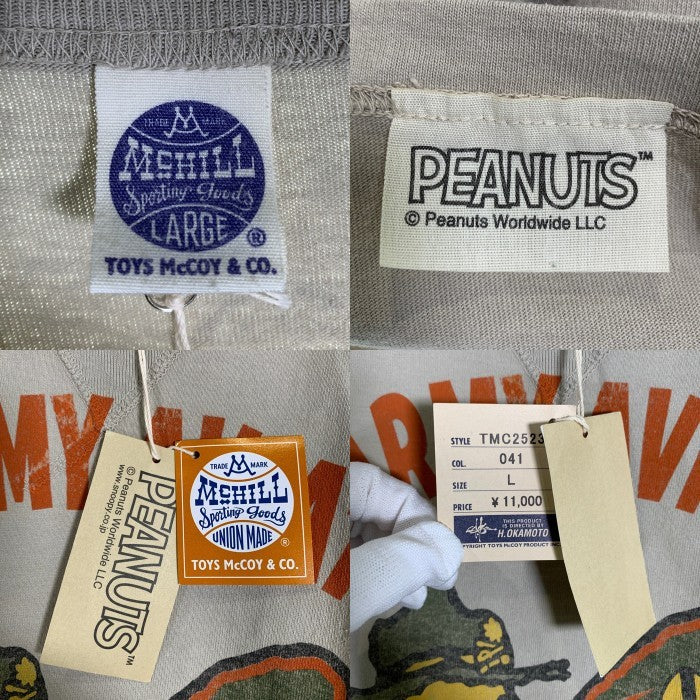 TRADE MARK
McHILL
Sporting Goods
LARGE
®
TOYS McCOY & CO.
PEANUTS™
© Peanuts Worldwide LLC
PEANUTS™
© Peanuts Worldwide LLC
www.snoopy.co.jp
TRADE MARK
McHILL
Sporting Goods
UNION MADE
®
TOYS McCOY & CO.
STYLE TMC2523
COL. 041
SIZE L
PRICE ¥ 11,000
THIS PRODUCT
IS DIRECTED BY
H.OKAMOTO